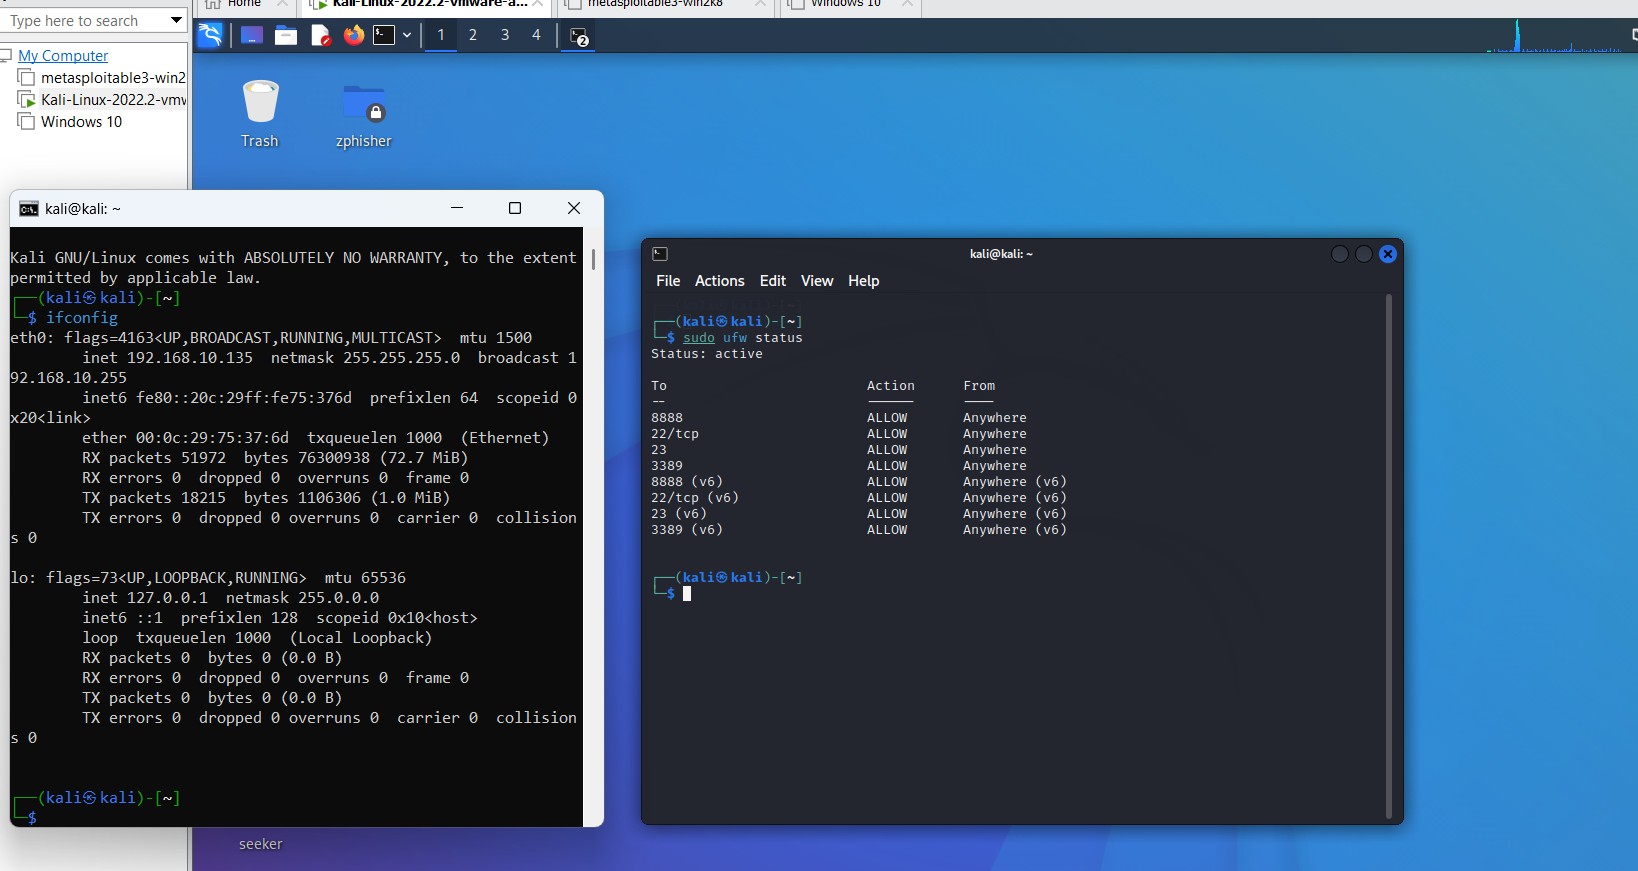 Type here to search
Home
Kali-Linux-2022.2-vmware-a...
metasploitable3-win2k8
Windows 10
1 2 3 4
2
My Computer
metasploitable3-win2
Kali-Linux-2022.2-vmw
Windows 10
Trash
zphisher
kali@kali: ~
Kali GNU/Linux comes with ABSOLUTELY NO WARRANTY, to the extent
permitted by applicable law.
┌──(kali㉿kali)-[~]
└─$ ifconfig
eth0: flags=4163<UP,BROADCAST,RUNNING,MULTICAST>  mtu 1500
        inet 192.168.10.135  netmask 255.255.255.0  broadcast 1
92.168.10.255
        inet6 fe80::20c:29ff:fe75:376d  prefixlen 64  scopeid 0
x20<link>
        ether 00:0c:29:75:37:6d  txqueuelen 1000  (Ethernet)
        RX packets 51972  bytes 76300938 (72.7 MiB)
        RX errors 0  dropped 0  overruns 0  frame 0
        TX packets 18215  bytes 1106306 (1.0 MiB)
        TX errors 0  dropped 0 overruns 0  carrier 0  collision
s 0
lo: flags=73<UP,LOOPBACK,RUNNING>  mtu 65536
        inet 127.0.0.1  netmask 255.0.0.0
        inet6 ::1  prefixlen 128  scopeid 0x10<host>
        loop  txqueuelen 1000  (Local Loopback)
        RX packets 0  bytes 0 (0.0 B)
        RX errors 0  dropped 0  overruns 0  frame 0
        TX packets 0  bytes 0 (0.0 B)
        TX errors 0  dropped 0 overruns 0  carrier 0  collision
s 0
┌──(kali㉿kali)-[~]
└─$
kali@kali: ~
File Actions Edit View Help
┌──(kali㉿kali)-[~]
└─$ sudo ufw status
Status: active
To                         Action      From
--                         ------      ----
8888                       ALLOW       Anywhere
22/tcp                     ALLOW       Anywhere
23                         ALLOW       Anywhere
3389                       ALLOW       Anywhere
8888 (v6)                  ALLOW       Anywhere (v6)
22/tcp (v6)                ALLOW       Anywhere (v6)
23 (v6)                    ALLOW       Anywhere (v6)
3389 (v6)                  ALLOW       Anywhere (v6)
┌──(kali㉿kali)-[~]
└─$
seeker